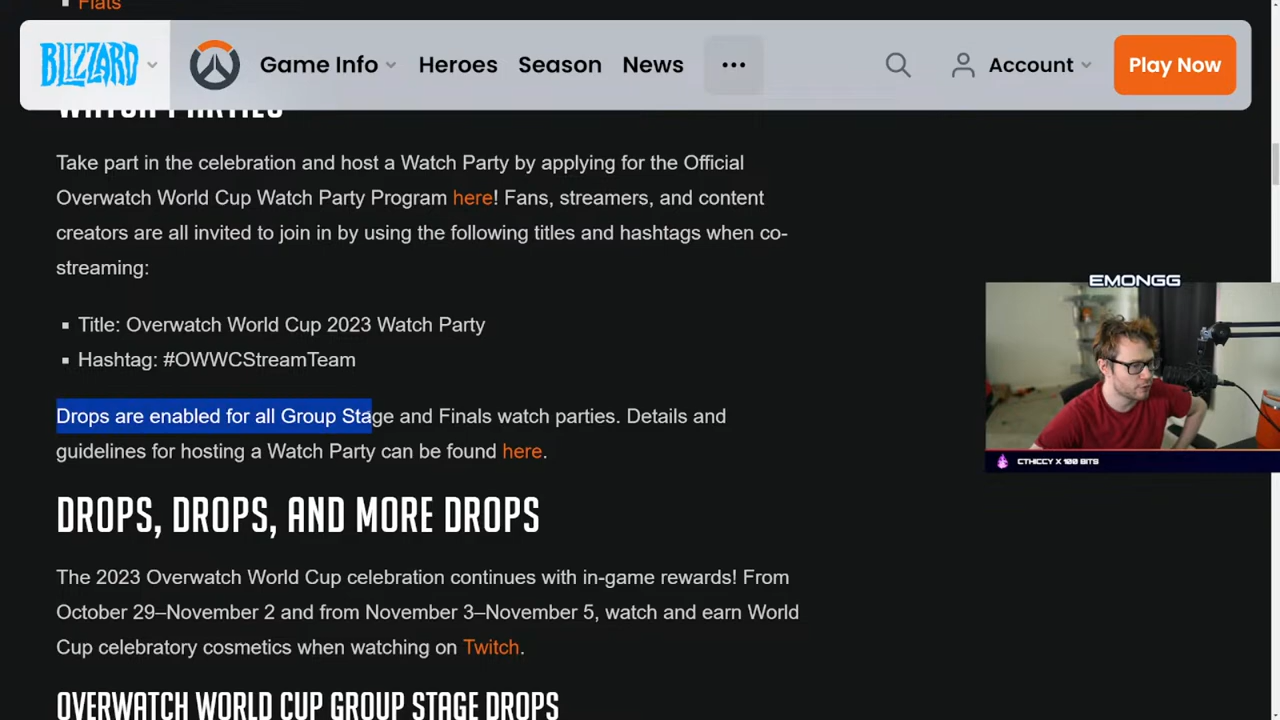 Flats
BLIZZARD Game Info Heroes Season News ••• Account Play Now
WATCH PARTIES
Take part in the celebration and host a Watch Party by applying for the Official
Overwatch World Cup Watch Party Program here! Fans, streamers, and content
creators are all invited to join in by using the following titles and hashtags when co-
streaming:
▪ Title: Overwatch World Cup 2023 Watch Party
▪ Hashtag: #OWWCStreamTeam
EMONGG
Drops are enabled for all Group Stage and Finals watch parties. Details and
guidelines for hosting a Watch Party can be found here.
CTHICCY X 100 BITS
DROPS, DROPS, AND MORE DROPS
The 2023 Overwatch World Cup celebration continues with in-game rewards! From
October 29–November 2 and from November 3–November 5, watch and earn World
Cup celebratory cosmetics when watching on Twitch.
OVERWATCH WORLD CUP GROUP STAGE DROPS